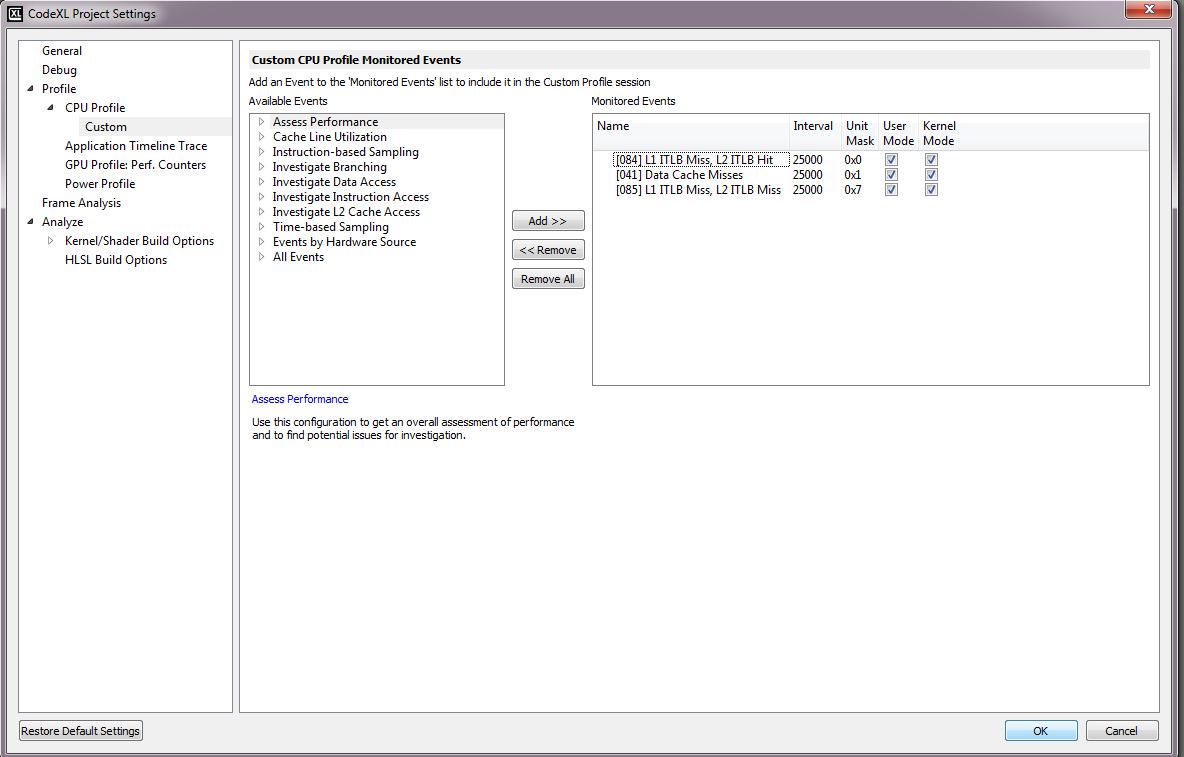 XL CodeXL Project Settings
X
General
Debug
Profile
CPU Profile
Custom
Application Timeline Trace
GPU Profile: Perf. Counters
Power Profile
Frame Analysis
Analyze
Kernel/Shader Build Options
HLSL Build Options
Custom CPU Profile Monitored Events
Add an Event to the 'Monitored Events' list to include it in the Custom Profile session
Available Events
Assess Performance
Cache Line Utilization
Instruction-based Sampling
Investigate Branching
Investigate Data Access
Investigate Instruction Access
Investigate L2 Cache Access
Time-based Sampling
Events by Hardware Source
All Events
Add >>
<< Remove
Remove All
Monitored Events
Name Interval Unit Mask User Mode Kernel Mode
[084] L1 ITLB Miss, L2 ITLB Hit 25000 0x0
[041] Data Cache Misses 25000 0x1
[085] L1 ITLB Miss, L2 ITLB Miss 25000 0x7
Assess Performance
Use this configuration to get an overall assessment of performance
and to find potential issues for investigation.
Restore Default Settings
OK
Cancel